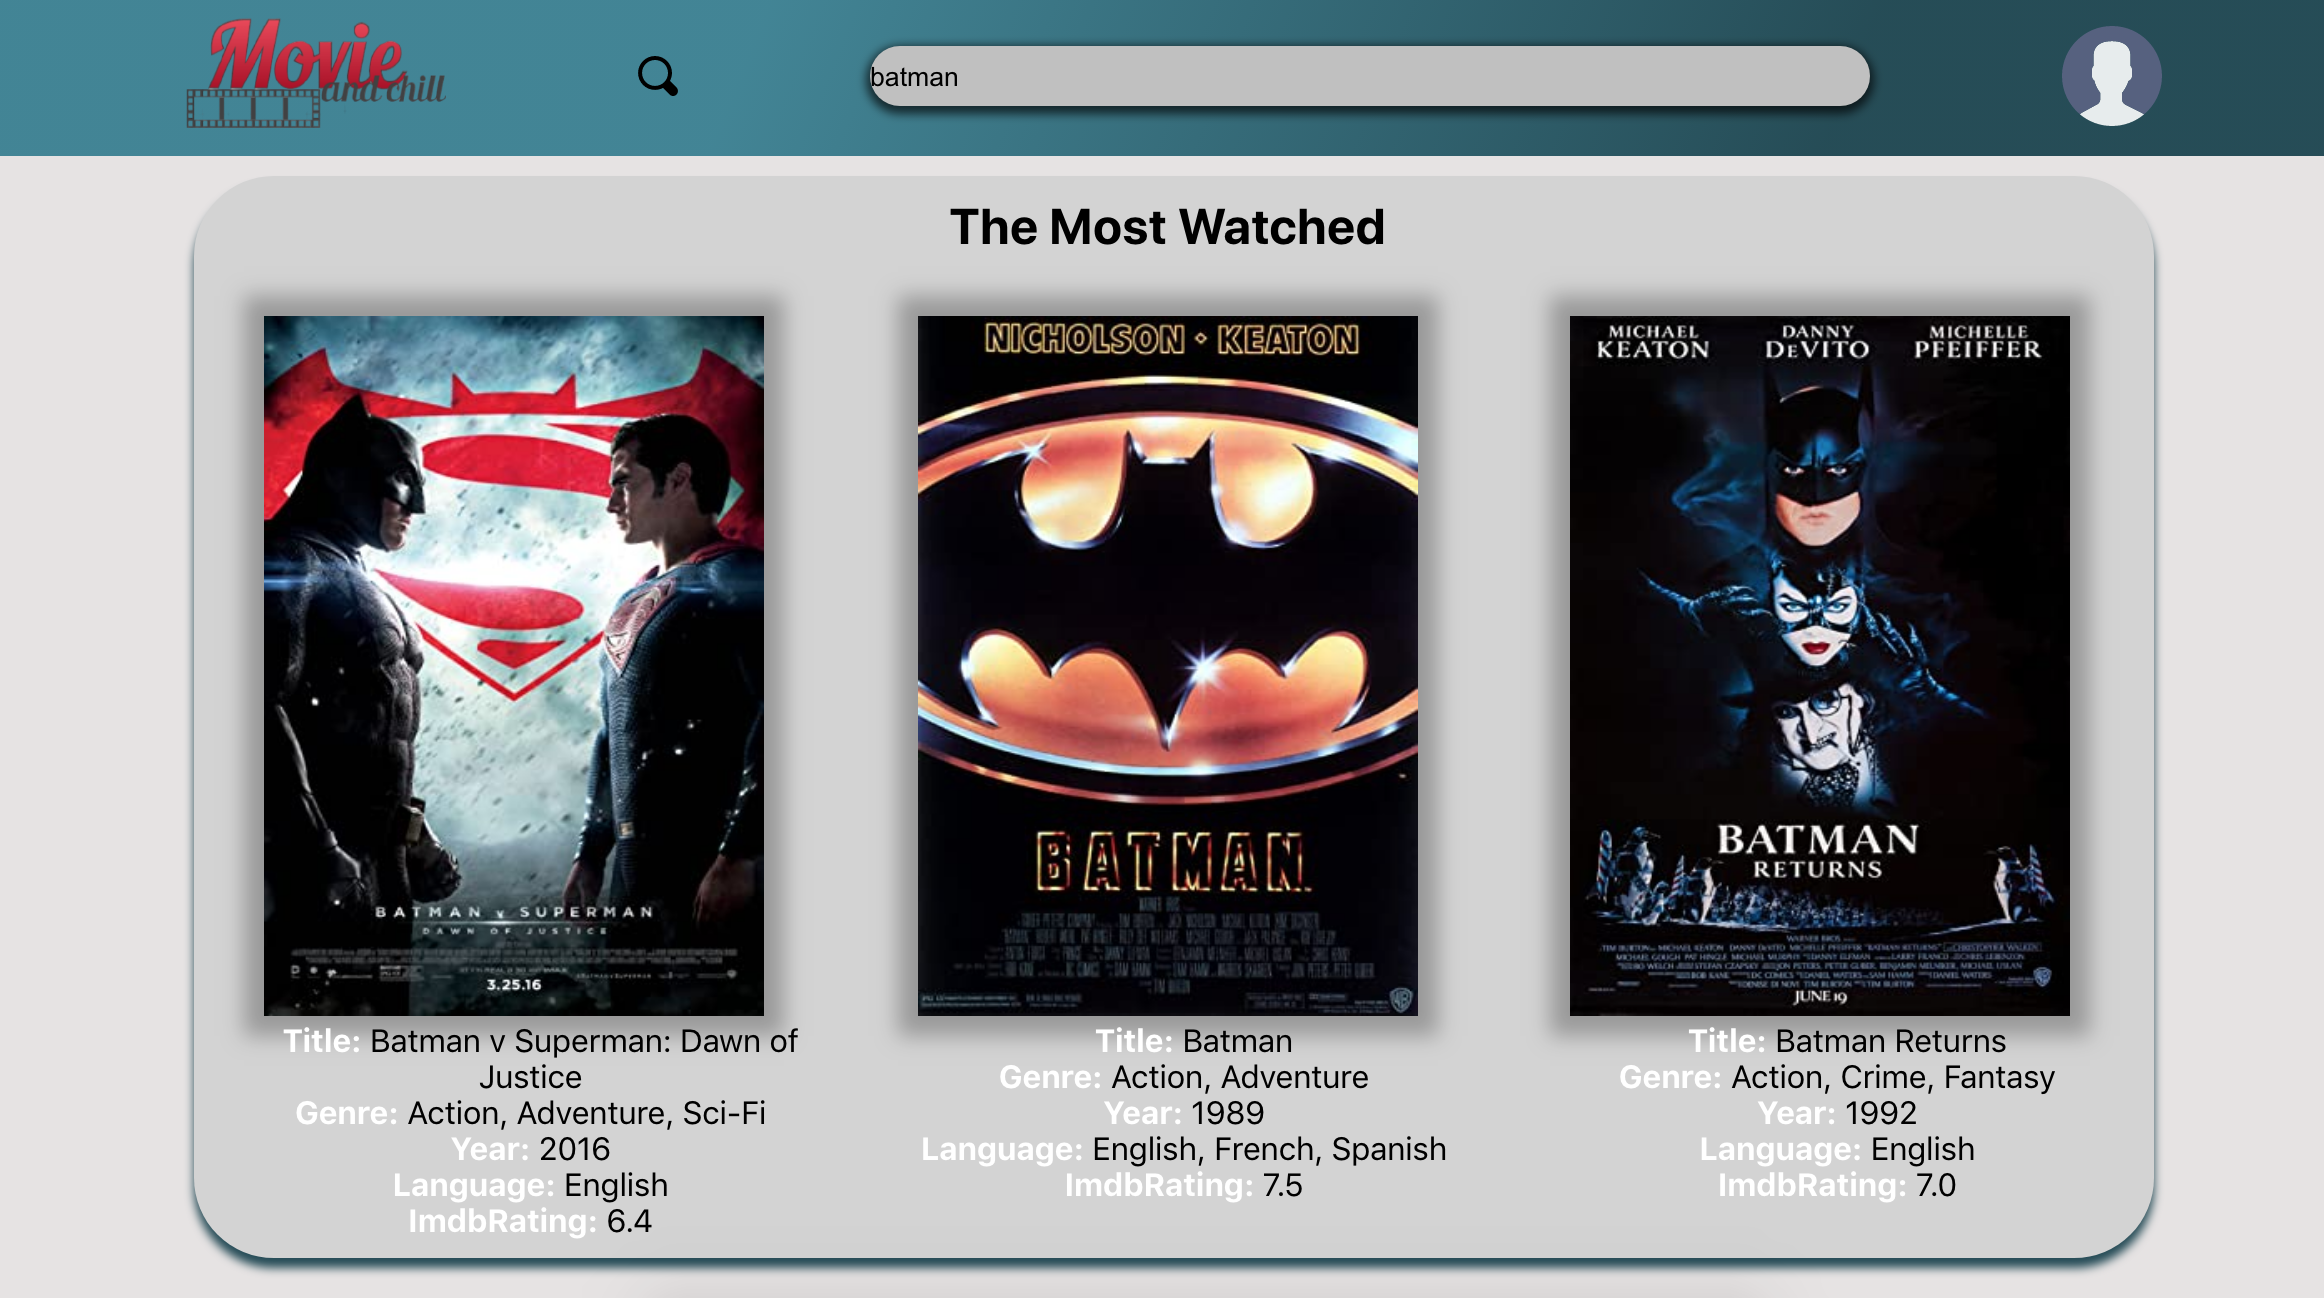 Movie
and chill
batman
The Most Watched
BATMAN v SUPERMAN
DAWN OF JUSTICE
3.25.16
Title: Batman v Superman: Dawn of
Justice
Genre: Action, Adventure, Sci-Fi
Year: 2016
Language: English
ImdbRating: 6.4
NICHOLSON • KEATON
BATMAN
Title: Batman
Genre: Action, Adventure
Year: 1989
Language: English, French, Spanish
ImdbRating: 7.5
MICHAEL KEATON
DANNY DEVITO
MICHELLE PFEIFFER
BATMAN
RETURNS
JUNE 19
Title: Batman Returns
Genre: Action, Crime, Fantasy
Year: 1992
Language: English
ImdbRating: 7.0